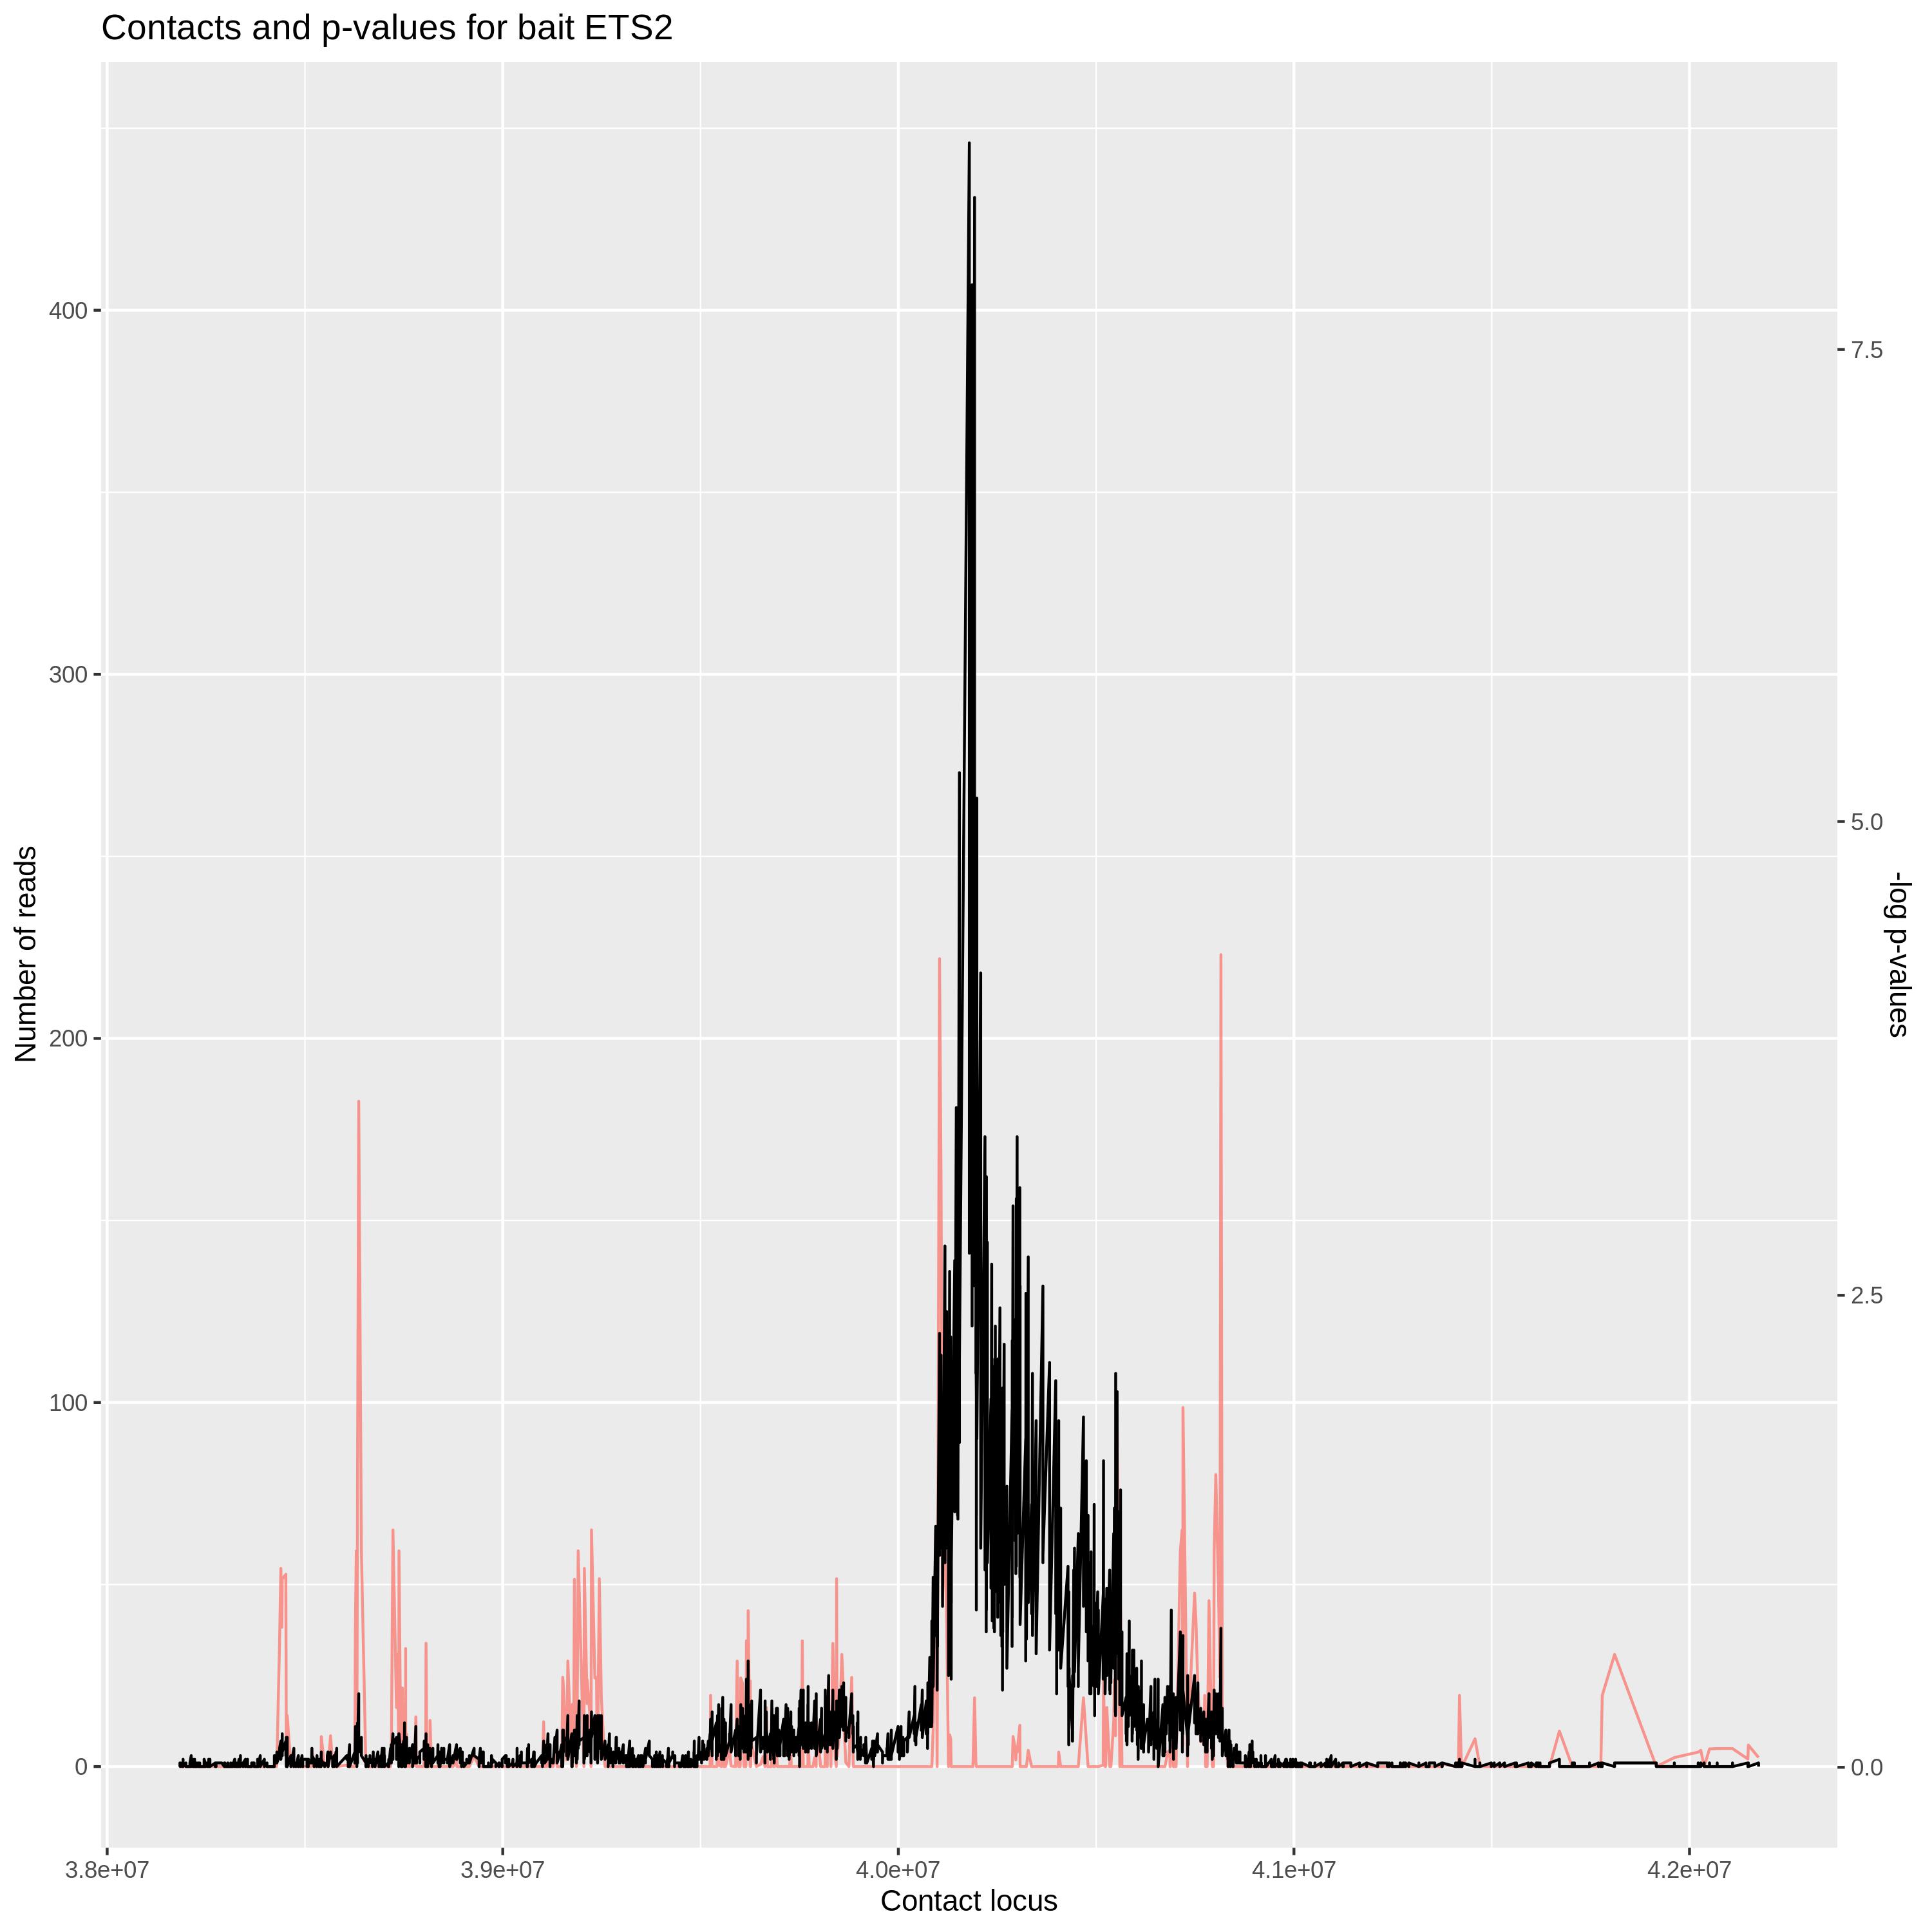 Contacts and p-values for bait ETS2
400
300
200
100
0
Number of reads
7.5
5.0
2.5
0.0
-log p-values
3.8e+07
3.9e+07
4.0e+07
4.1e+07
4.2e+07
Contact locus